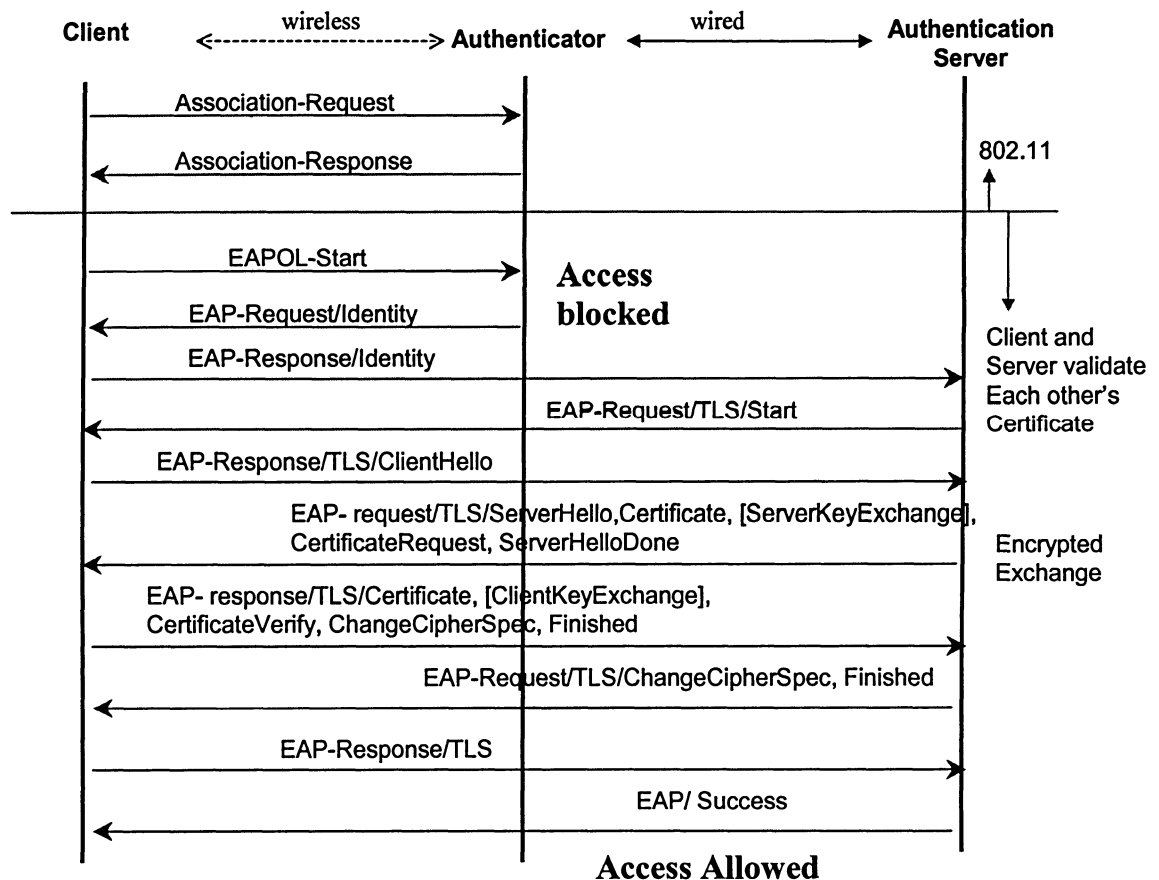 Client
wireless
Authenticator
wired
Authentication
Server
Association-Request
Association-Response
802.11
EAPOL-Start
Access
blocked
EAP-Request/Identity
EAP-Response/Identity
Client and
Server validate
Each other's
Certificate
EAP-Request/TLS/Start
EAP-Response/TLS/ClientHello
EAP- request/TLS/ServerHello,Certificate, [ServerKeyExchange],
CertificateRequest, ServerHelloDone
Encrypted
Exchange
EAP- response/TLS/Certificate, [ClientKeyExchange],
CertificateVerify, ChangeCipherSpec, Finished
EAP-Request/TLS/ChangeCipherSpec, Finished
EAP-Response/TLS
EAP/ Success
Access Allowed